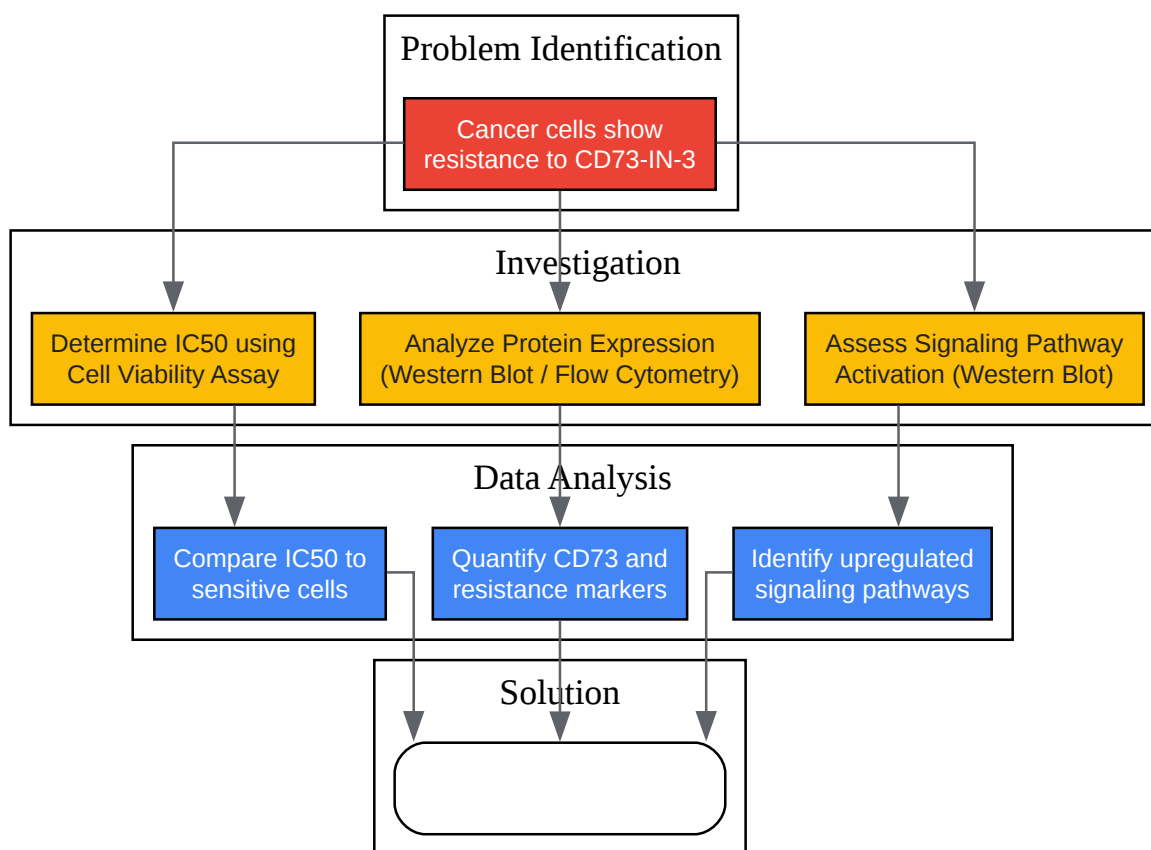 Problem Identification
Cancer cells show
resistance to CD73-IN-3
Investigation
Determine IC50 using
Cell Viability Assay
Analyze Protein Expression
(Western Blot / Flow Cytometry)
Assess Signaling Pathway
Activation (Western Blot)
Data Analysis
Compare IC50 to
sensitive cells
Quantify CD73 and
resistance markers
Identify upregulated
signaling pathways
Solution